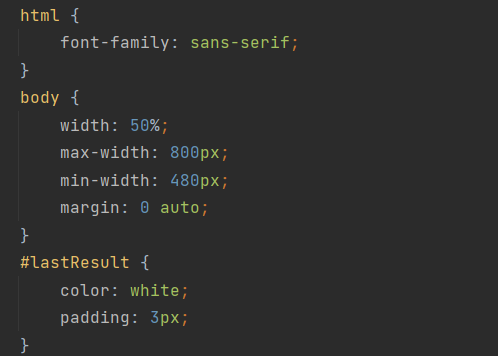 html {
    font-family: sans-serif;
}
body {
    width: 50%;
    max-width: 800px;
    min-width: 480px;
    margin: 0 auto;
}
#lastResult {
    color: white;
    padding: 3px;
}